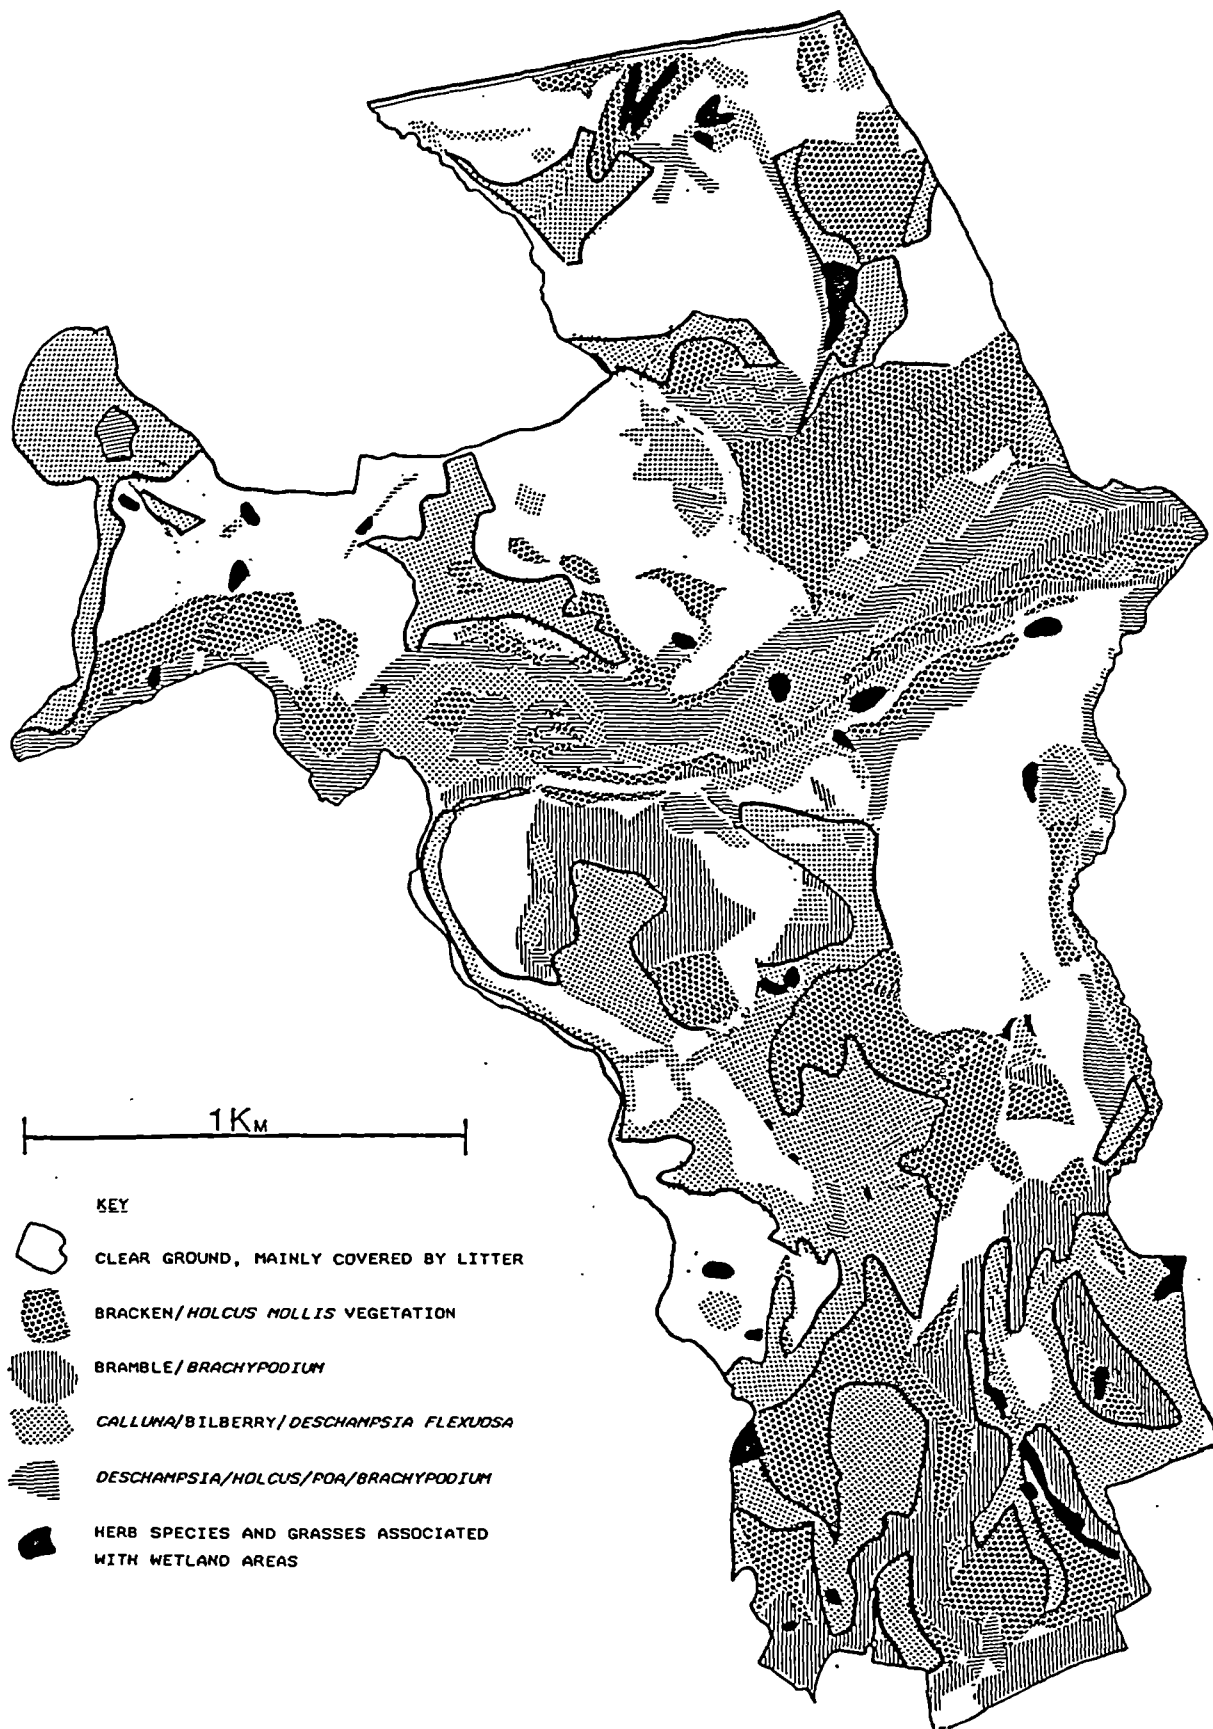 1KM
KEY
CLEAR GROUND, MAINLY COVERED BY LITTER
BRACKEN/HOLCUS MOLLIS VEGETATION
BRAMBLE/BRACHYPODIUM
CALLUNA/BILBERRY/DESCHAMPSIA FLEXUOSA
DESCHAMPSIA/HOLCUS/POA/BRACHYPODIUM
HERB SPECIES AND GRASSES ASSOCIATED
WITH WETLAND AREAS